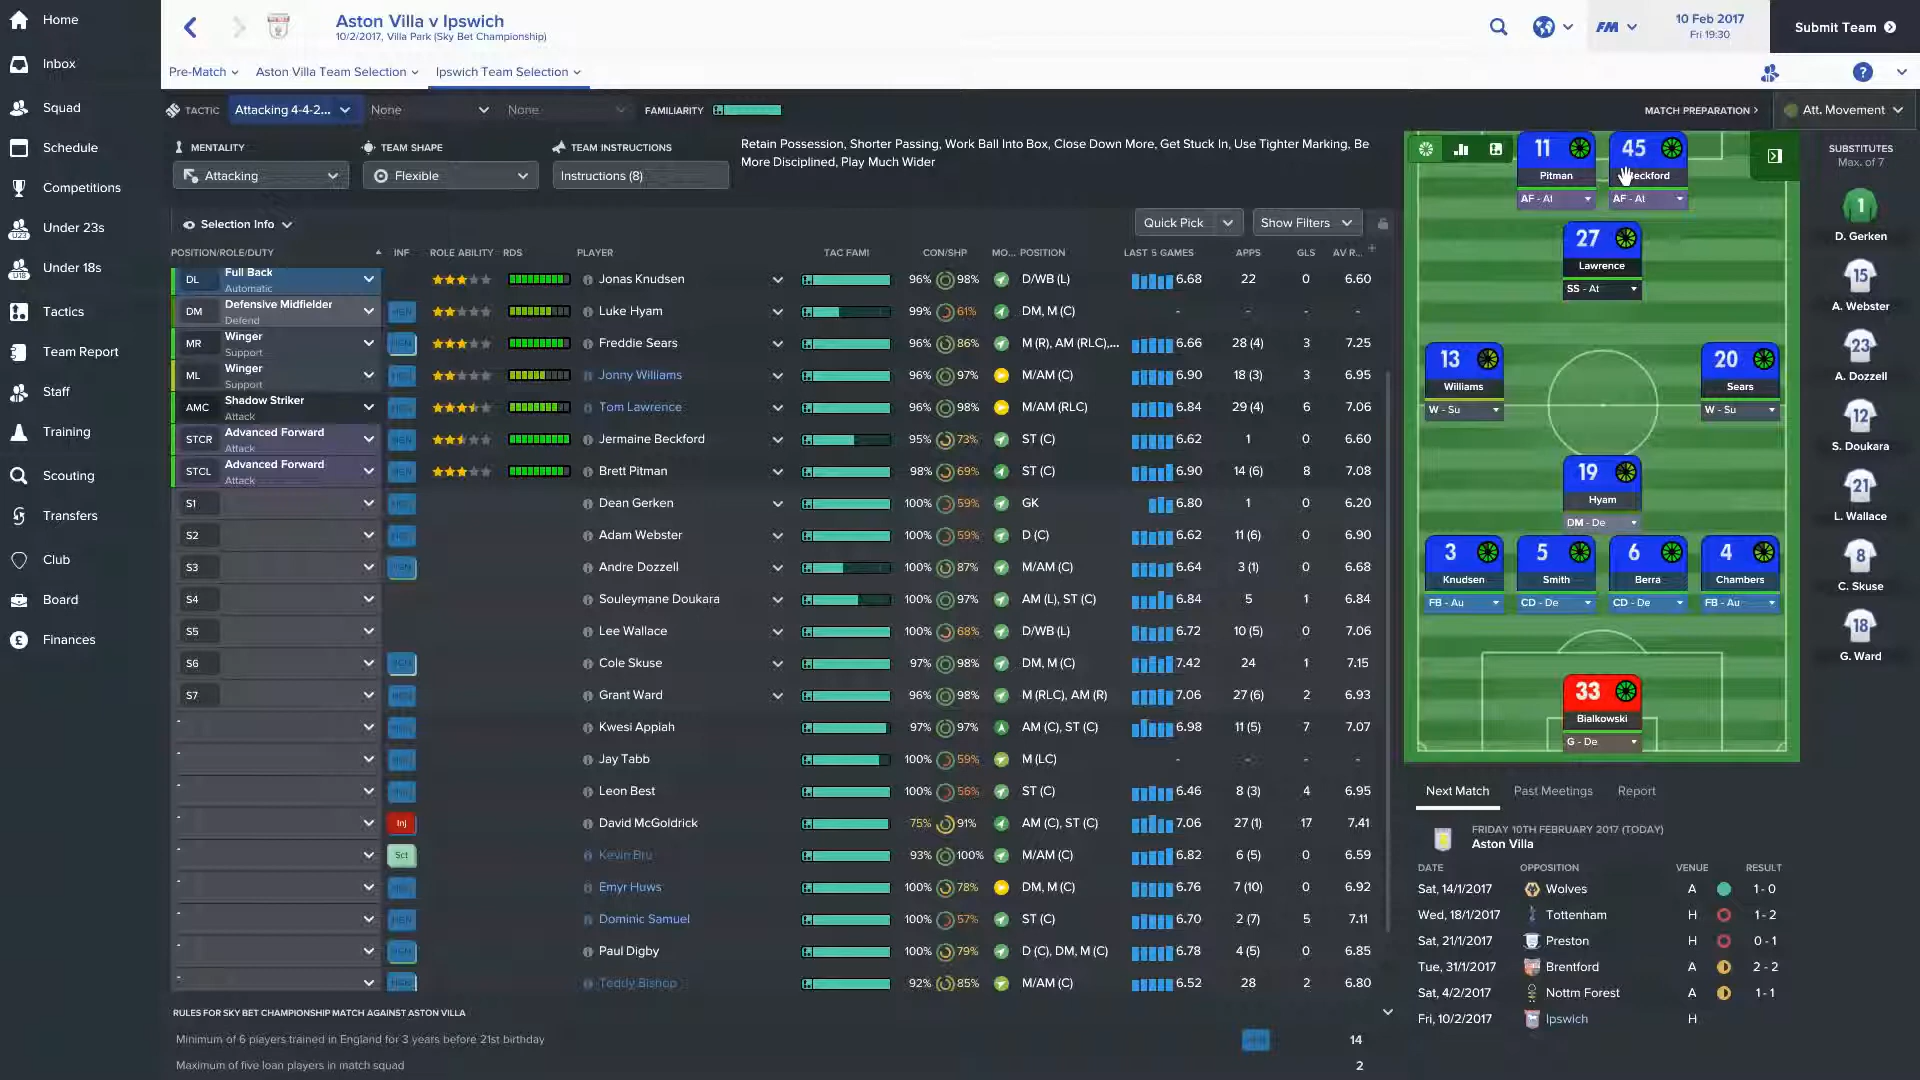 Home
Inbox
Squad
Schedule
Competitions
Under 23s
Under 18s
Tactics
Team Report
Staff
Training
Scouting
Transfers
Club
Board
Finances
Aston Villa v Ipswich
10/2/2017, Villa Park (Sky Bet Championship)
FM
10 Feb 2017
Fri 19:30
Submit Team
Pre-Match
Aston Villa Team Selection
Ipswich Team Selection
?
TACTIC Attacking 4-4-2... None None FAMILIARITY
MATCH PREPARATION > Att. Movement
MENTALITY
Attacking
TEAM SHAPE
Flexible
TEAM INSTRUCTIONS
Instructions (8)
Retain Possession, Shorter Passing, Work Ball Into Box, Close Down More, Get Stuck In, Use Tighter Marking, Be
More Disciplined, Play Much Wider
Selection Info
Quick Pick
Show Filters
POSITION/ROLE/DUTY INF ROLE ABILITY RDS PLAYER TAC FAMI CON/SHP MO... POSITION LAST 5 GAMES APPS GLS AV R...
DL Full Back Automatic Jonas Knudsen 96% 98% D/WB (L) 6.68 22 0 6.60
DM Defensive Midfielder Defend Luke Hyam 99% 61% DM, M (C) - - - -
MR Winger Support Freddie Sears 96% 86% M (R), AM (RLC),... 6.66 28 (4) 3 7.25
ML Winger Support Jonny Williams 96% 97% M/AM (C) 6.90 18 (3) 3 6.95
AMC Shadow Striker Attack Tom Lawrence 96% 98% M/AM (RLC) 6.84 29 (4) 6 7.06
STCR Advanced Forward Attack Jermaine Beckford 95% 73% ST (C) 6.62 1 0 6.60
STCL Advanced Forward Attack Brett Pitman 98% 69% ST (C) 6.90 14 (6) 8 7.08
S1 Dean Gerken 100% 59% GK 6.80 1 0 6.20
S2 Adam Webster 100% 59% D (C) 6.62 11 (6) 0 6.90
S3 Andre Dozzell 100% 87% M/AM (C) 6.64 3 (1) 0 6.68
S4 Souleymane Doukara 100% 97% AM (L), ST (C) 6.84 5 1 6.84
S5 Lee Wallace 100% 68% D/WB (L) 6.72 10 (5) 0 7.06
S6 Cole Skuse 97% 98% DM, M (C) 7.42 24 1 7.15
S7 Grant Ward 96% 98% M (RLC), AM (R) 7.06 27 (6) 2 6.93
- Kwesi Appiah 97% 97% AM (C), ST (C) 6.98 11 (5) 7 7.07
- Jay Tabb 100% 59% M (LC) - - - -
- Leon Best 100% 56% ST (C) 6.46 8 (3) 4 6.95
- Inj David McGoldrick 75% 91% AM (C), ST (C) 7.06 27 (1) 17 7.41
- Sct Kevin Bru 93% 100% M/AM (C) 6.82 6 (5) 0 6.59
- Emyr Huws 100% 78% DM, M (C) 6.76 7 (10) 0 6.92
- Dominic Samuel 100% 57% ST (C) 6.70 2 (7) 5 7.11
- Paul Digby 100% 79% D (C), DM, M (C) 6.78 4 (5) 0 6.85
- Teddy Bishop 92% 85% M/AM (C) 6.52 28 2 6.80
RULES FOR SKY BET CHAMPIONSHIP MATCH AGAINST ASTON VILLA
Minimum of 6 players trained in England for 3 years before 21st birthday 14
Maximum of five loan players in match squad 2
11 45
Pitman Beckford
AF - At AF - At
27
Lawrence
SS - At
13 20
Williams Sears
W - Su W - Su
19
Hyam
DM - De
3 5 6 4
Knudsen Smith Berra Chambers
FB - Au CD - De CD - De FB - Au
33
Bialkowski
G - De
SUBSTITUTES
Max. of 7
1
D. Gerken
15
A. Webster
23
A. Dozzell
12
S. Doukara
21
L. Wallace
8
C. Skuse
18
G. Ward
Next Match Past Meetings Report
FRIDAY 10TH FEBRUARY 2017 (TODAY)
Aston Villa
DATE OPPOSITION VENUE RESULT
Sat, 14/1/2017 Wolves A 1 - 0
Wed, 18/1/2017 Tottenham H 1 - 2
Sat, 21/1/2017 Preston H 0 - 1
Tue, 31/1/2017 Brentford A 2 - 2
Sat, 4/2/2017 Nottm Forest A 1 - 1
Fri, 10/2/2017 Ipswich H